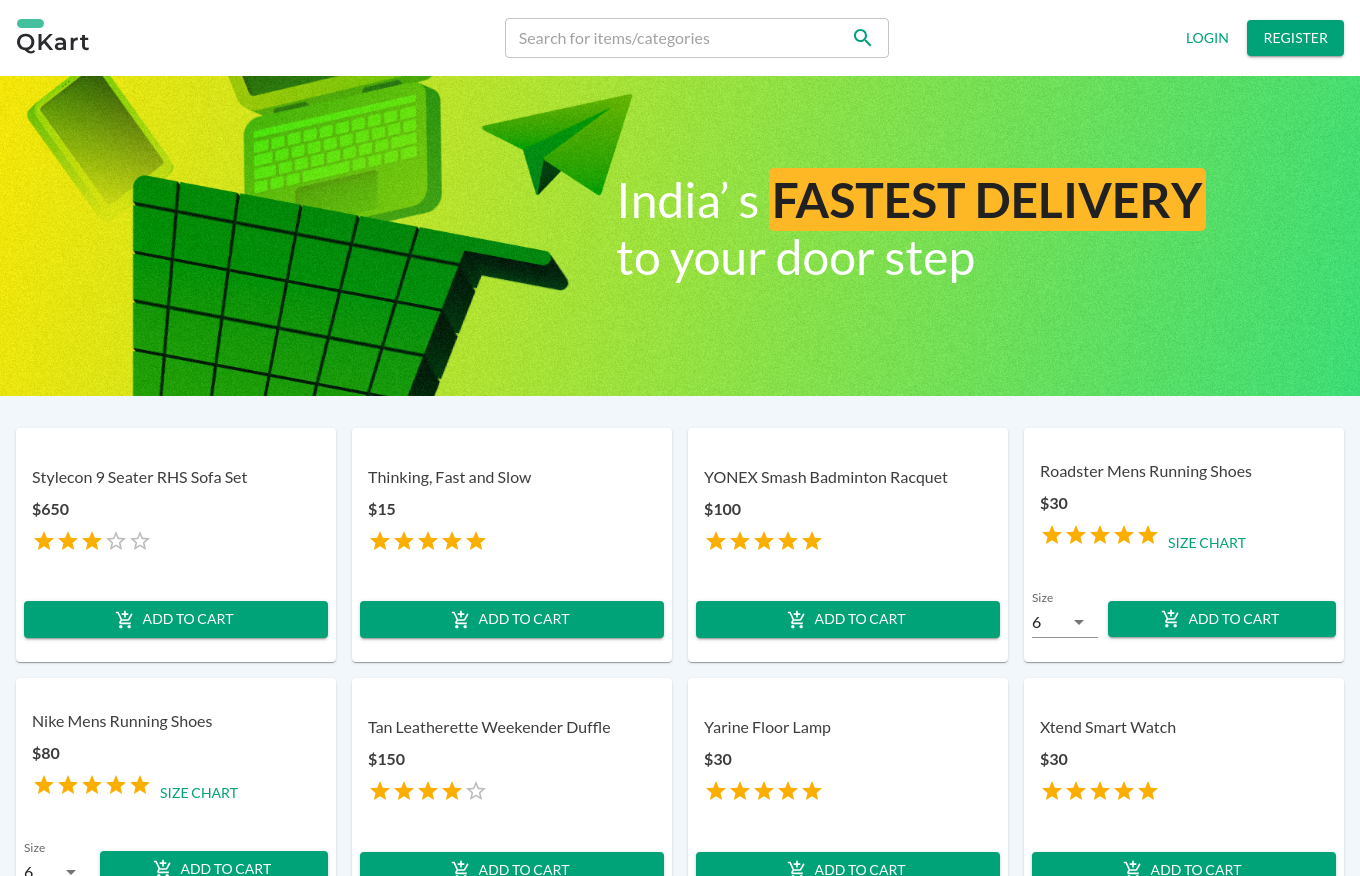 QKart
Search for items/categories
LOGIN
REGISTER
India’ s FASTEST DELIVERY
to your door step
Stylecon 9 Seater RHS Sofa Set
$650
ADD TO CART
Thinking, Fast and Slow
$15
ADD TO CART
YONEX Smash Badminton Racquet
$100
ADD TO CART
Roadster Mens Running Shoes
$30
SIZE CHART
Size
6
ADD TO CART
Nike Mens Running Shoes
$80
SIZE CHART
Size
6
ADD TO CART
Tan Leatherette Weekender Duffle
$150
ADD TO CART
Yarine Floor Lamp
$30
ADD TO CART
Xtend Smart Watch
$30
ADD TO CART